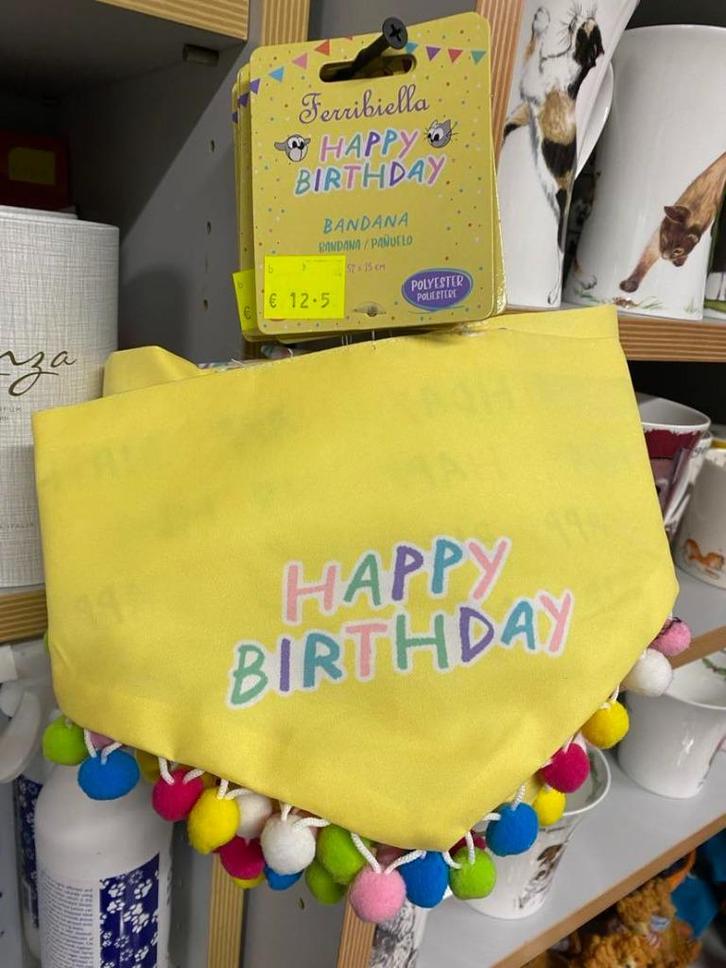 Ferribiella
HAPPY
BIRTHDAY
BANDANA
BANDANA / PAÑUELO
POLYESTER
POLIESTERE
€ 12.5
HAPPY
BIRTHDAY